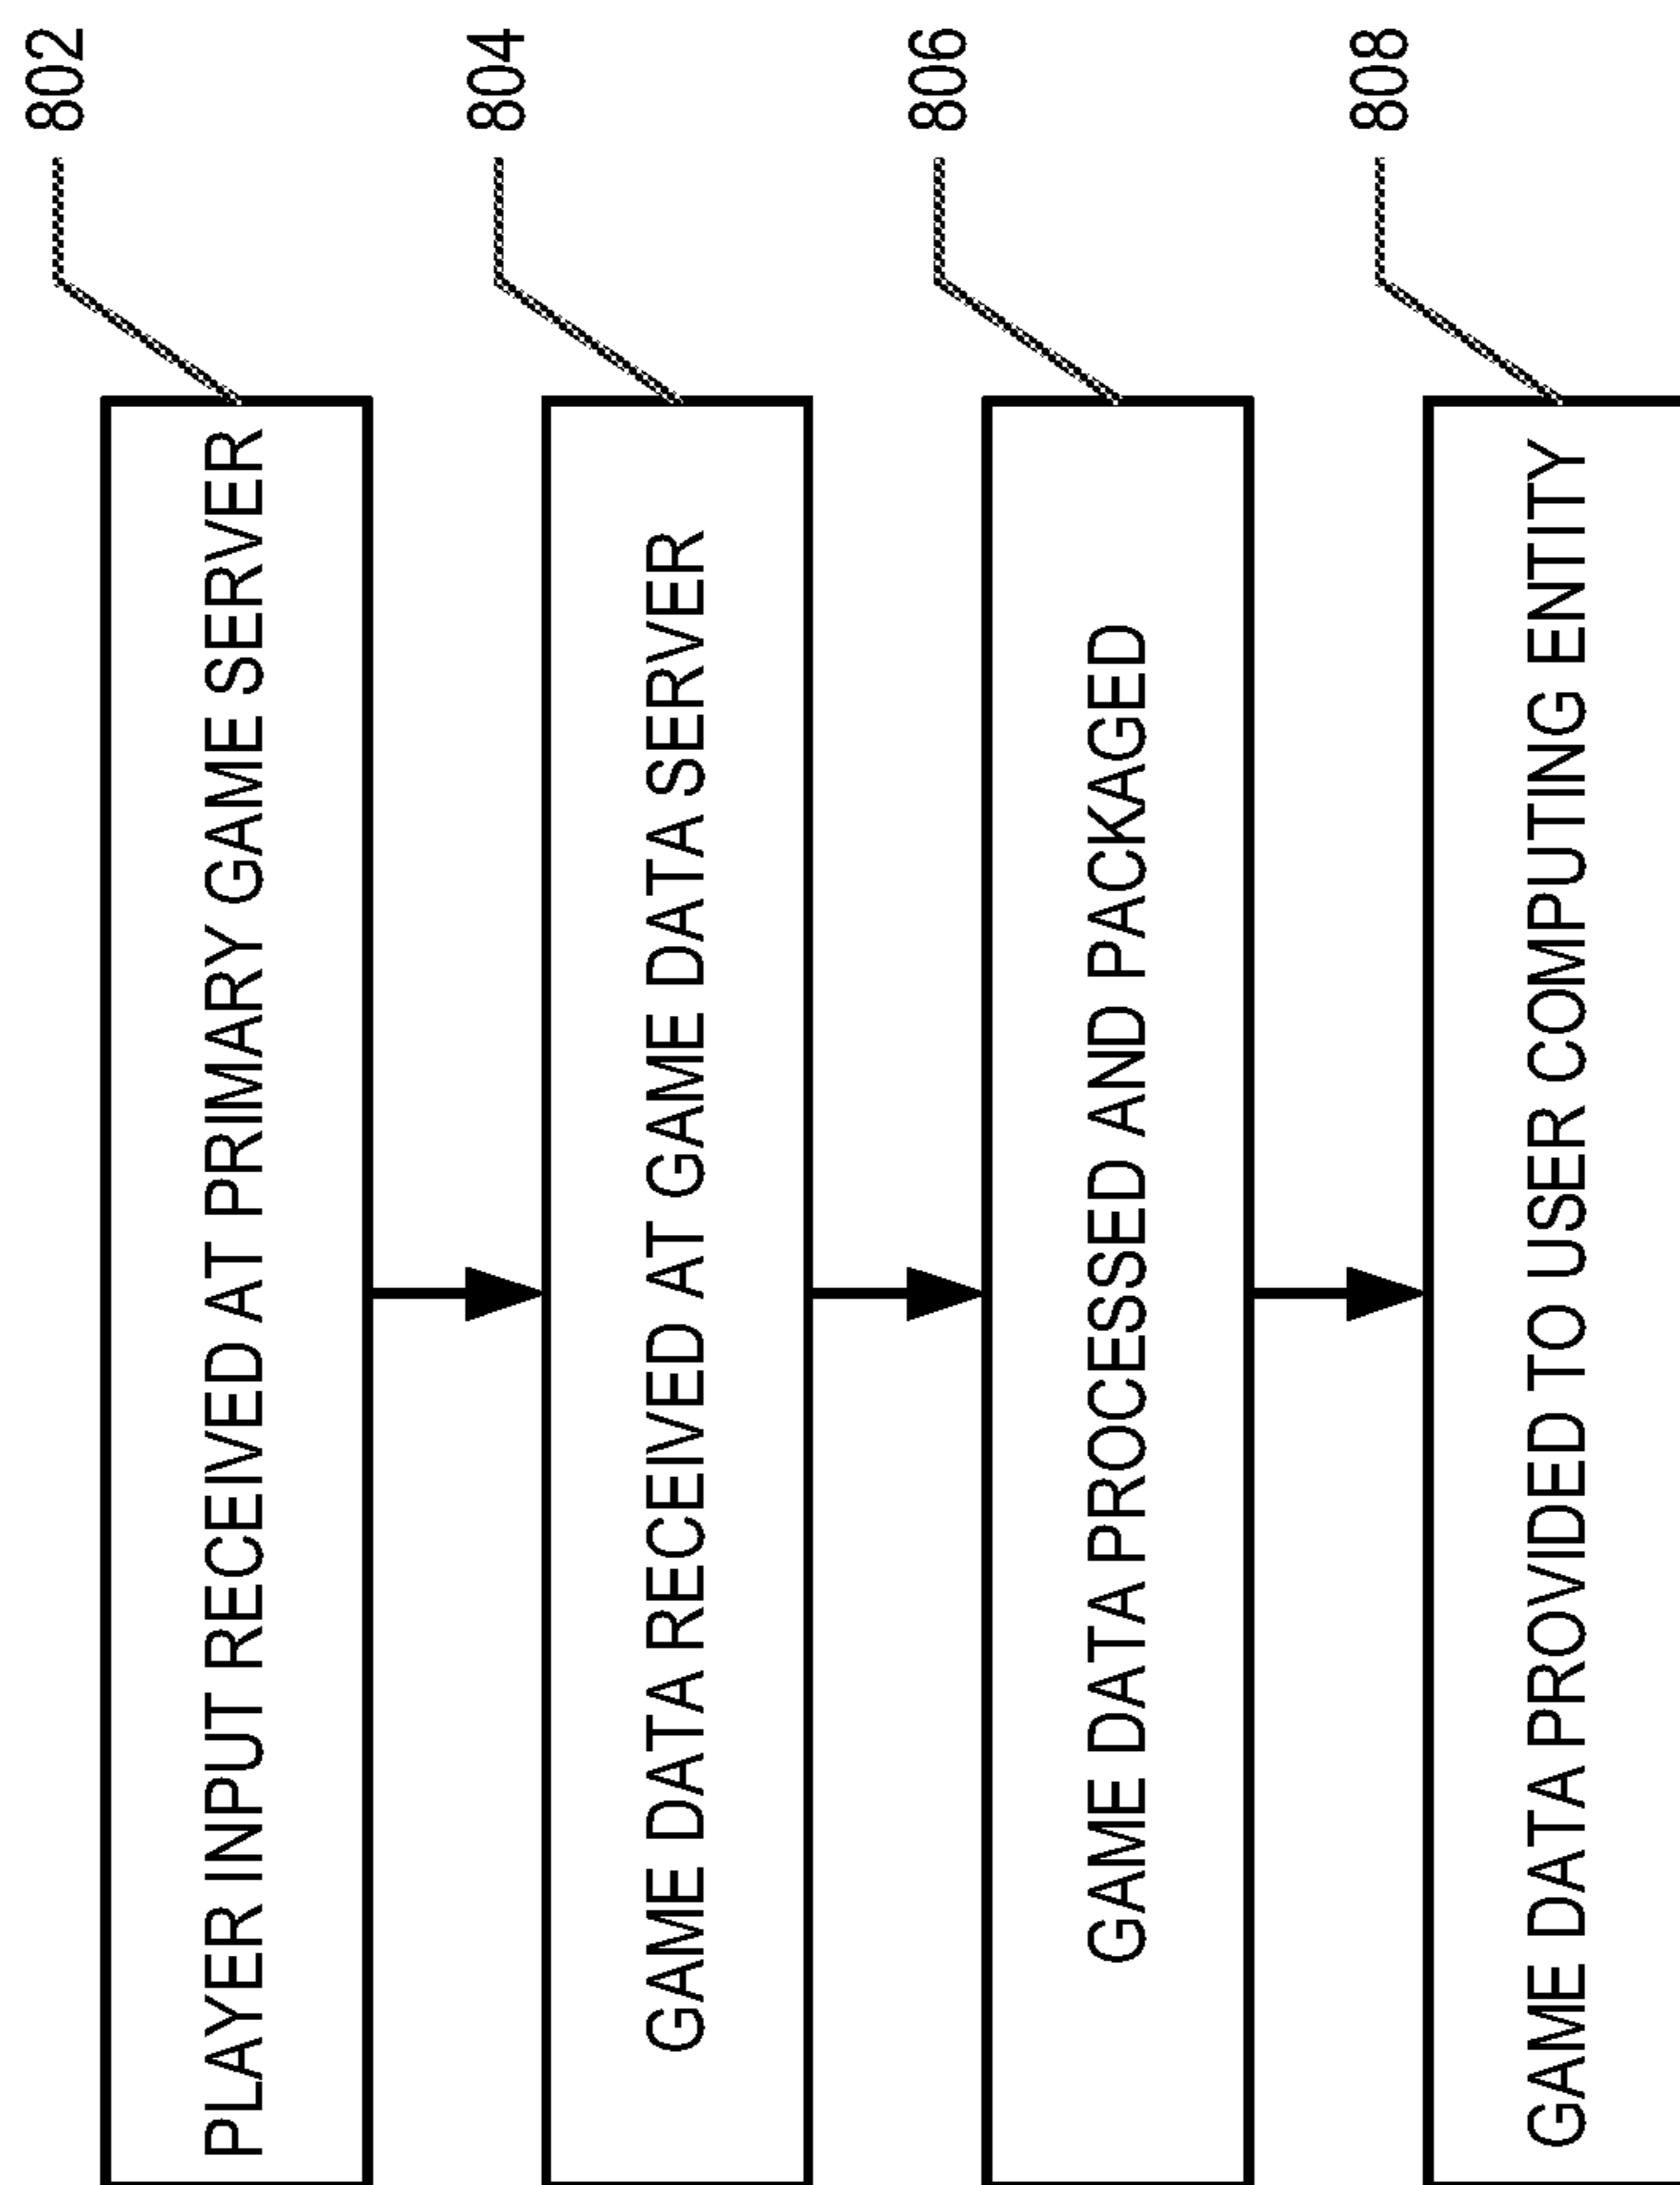 802
PLAYER INPUT RECEIVED AT PRIMARY GAME SERVER
804
GAME DATA RECEIVED AT GAME DATA SERVER
806
GAME DATA PROCESSED AND PACKAGED
808
GAME DATA PROVIDED TO USER COMPUTING ENTITY